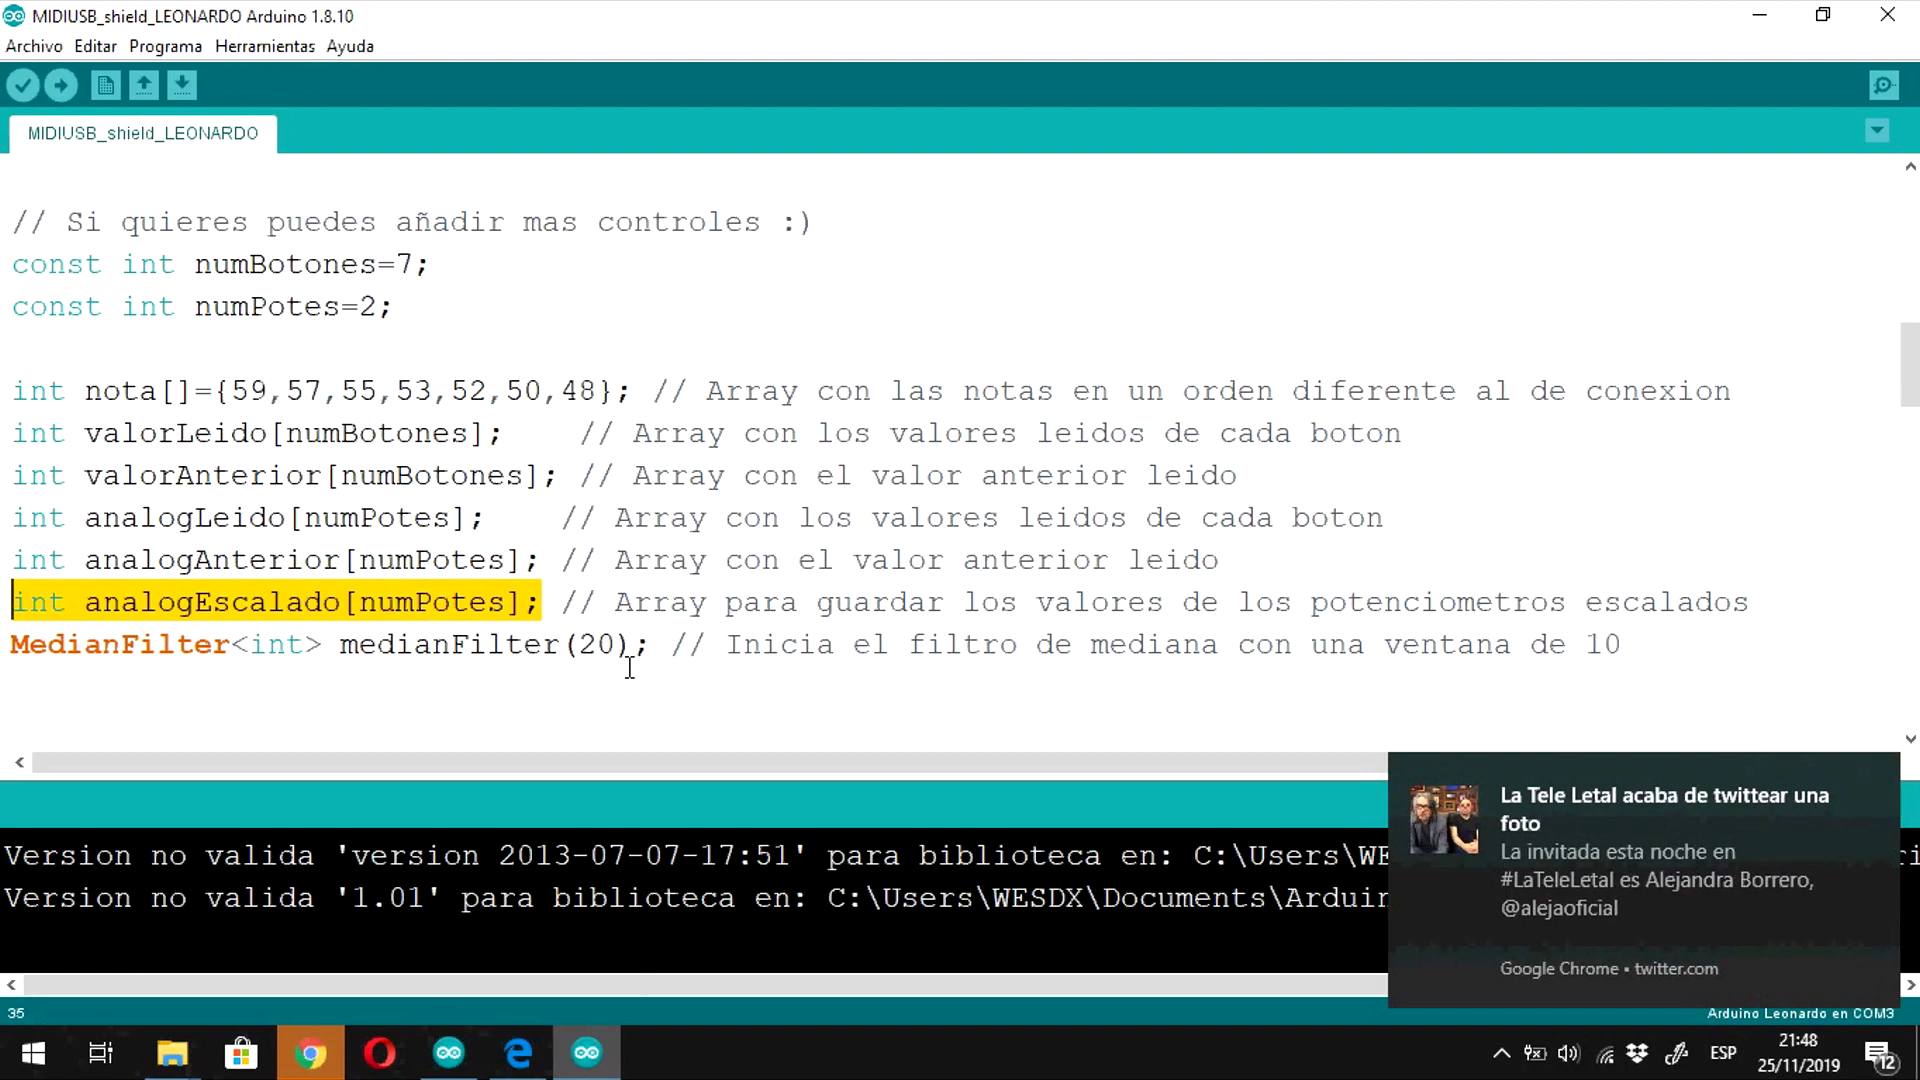 MIDIUSB_shield_LEONARDO Arduino 1.8.10
Archivo Editar Programa Herramientas Ayuda
MIDIUSB_shield_LEONARDO
// Si quieres puedes añadir mas controles :)
const int numBotones=7;
const int numPotes=2;
int nota[]={59,57,55,53,52,50,48}; // Array con las notas en un orden diferente al de conexion
int valorLeido[numBotones];    // Array con los valores leidos de cada boton
int valorAnterior[numBotones]; // Array con el valor anterior leido
int analogLeido[numPotes];    // Array con los valores leidos de cada boton
int analogAnterior[numPotes]; // Array con el valor anterior leido
int analogEscalado[numPotes]; // Array para guardar los valores de los potenciometros escalados
MedianFilter<int> medianFilter(20); // Inicia el filtro de mediana con una ventana de 10
La Tele Letal acaba de twittear una
foto
La invitada esta noche en
#LaTeleLetal es Alejandra Borrero,
@alejaoficial
Google Chrome • twitter.com
Version no valida 'version 2013-07-07-17:51' para biblioteca en: C:\Users\WE
Version no valida '1.01' para biblioteca en: C:\Users\WESDX\Documents\Arduin
35
Arduino Leonardo en COM3
ESP
21:48
25/11/2019
12